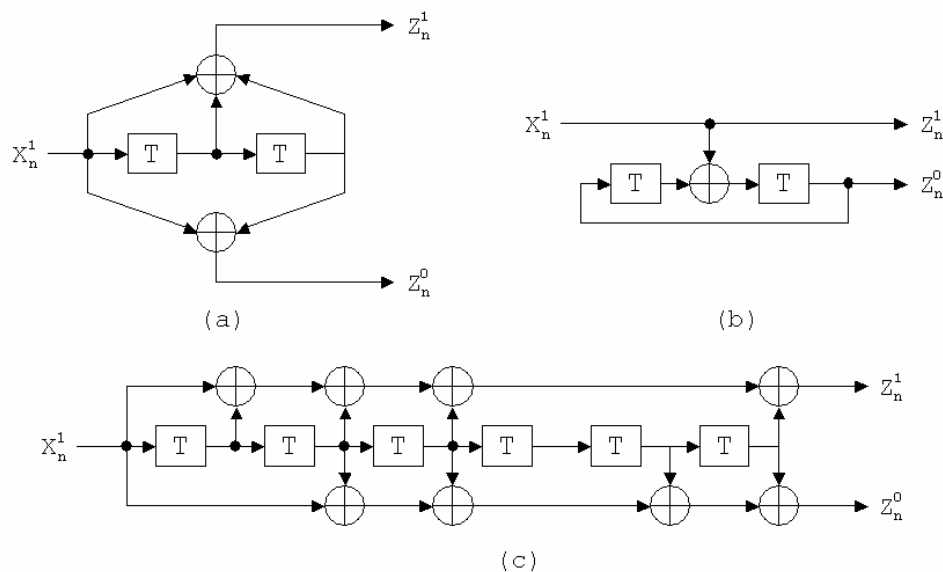 Z_n^1
X_n^1 T T
Z_n^0
(a)
X_n^1 Z_n^1
T T Z_n^0
(b)
Z_n^1
X_n^1 T T T T T T
Z_n^0
(c)